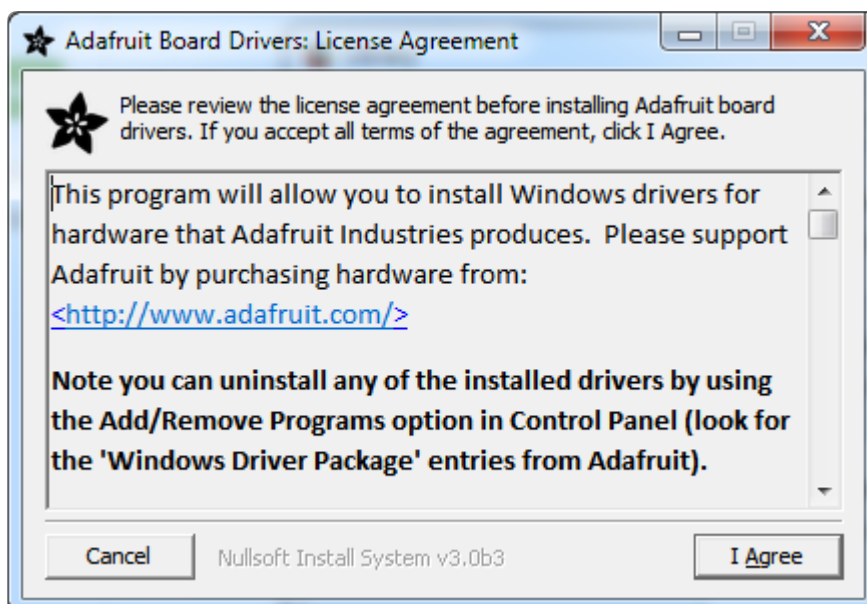 Adafruit Board Drivers: License Agreement
Please review the license agreement before installing Adafruit board
drivers. If you accept all terms of the agreement, click I Agree.
This program will allow you to install Windows drivers for
hardware that Adafruit Industries produces.  Please support
Adafruit by purchasing hardware from:
<http://www.adafruit.com/>
Note you can uninstall any of the installed drivers by using
the Add/Remove Programs option in Control Panel (look for
the 'Windows Driver Package' entries from Adafruit).
Cancel Nullsoft Install System v3.0b3 I Agree